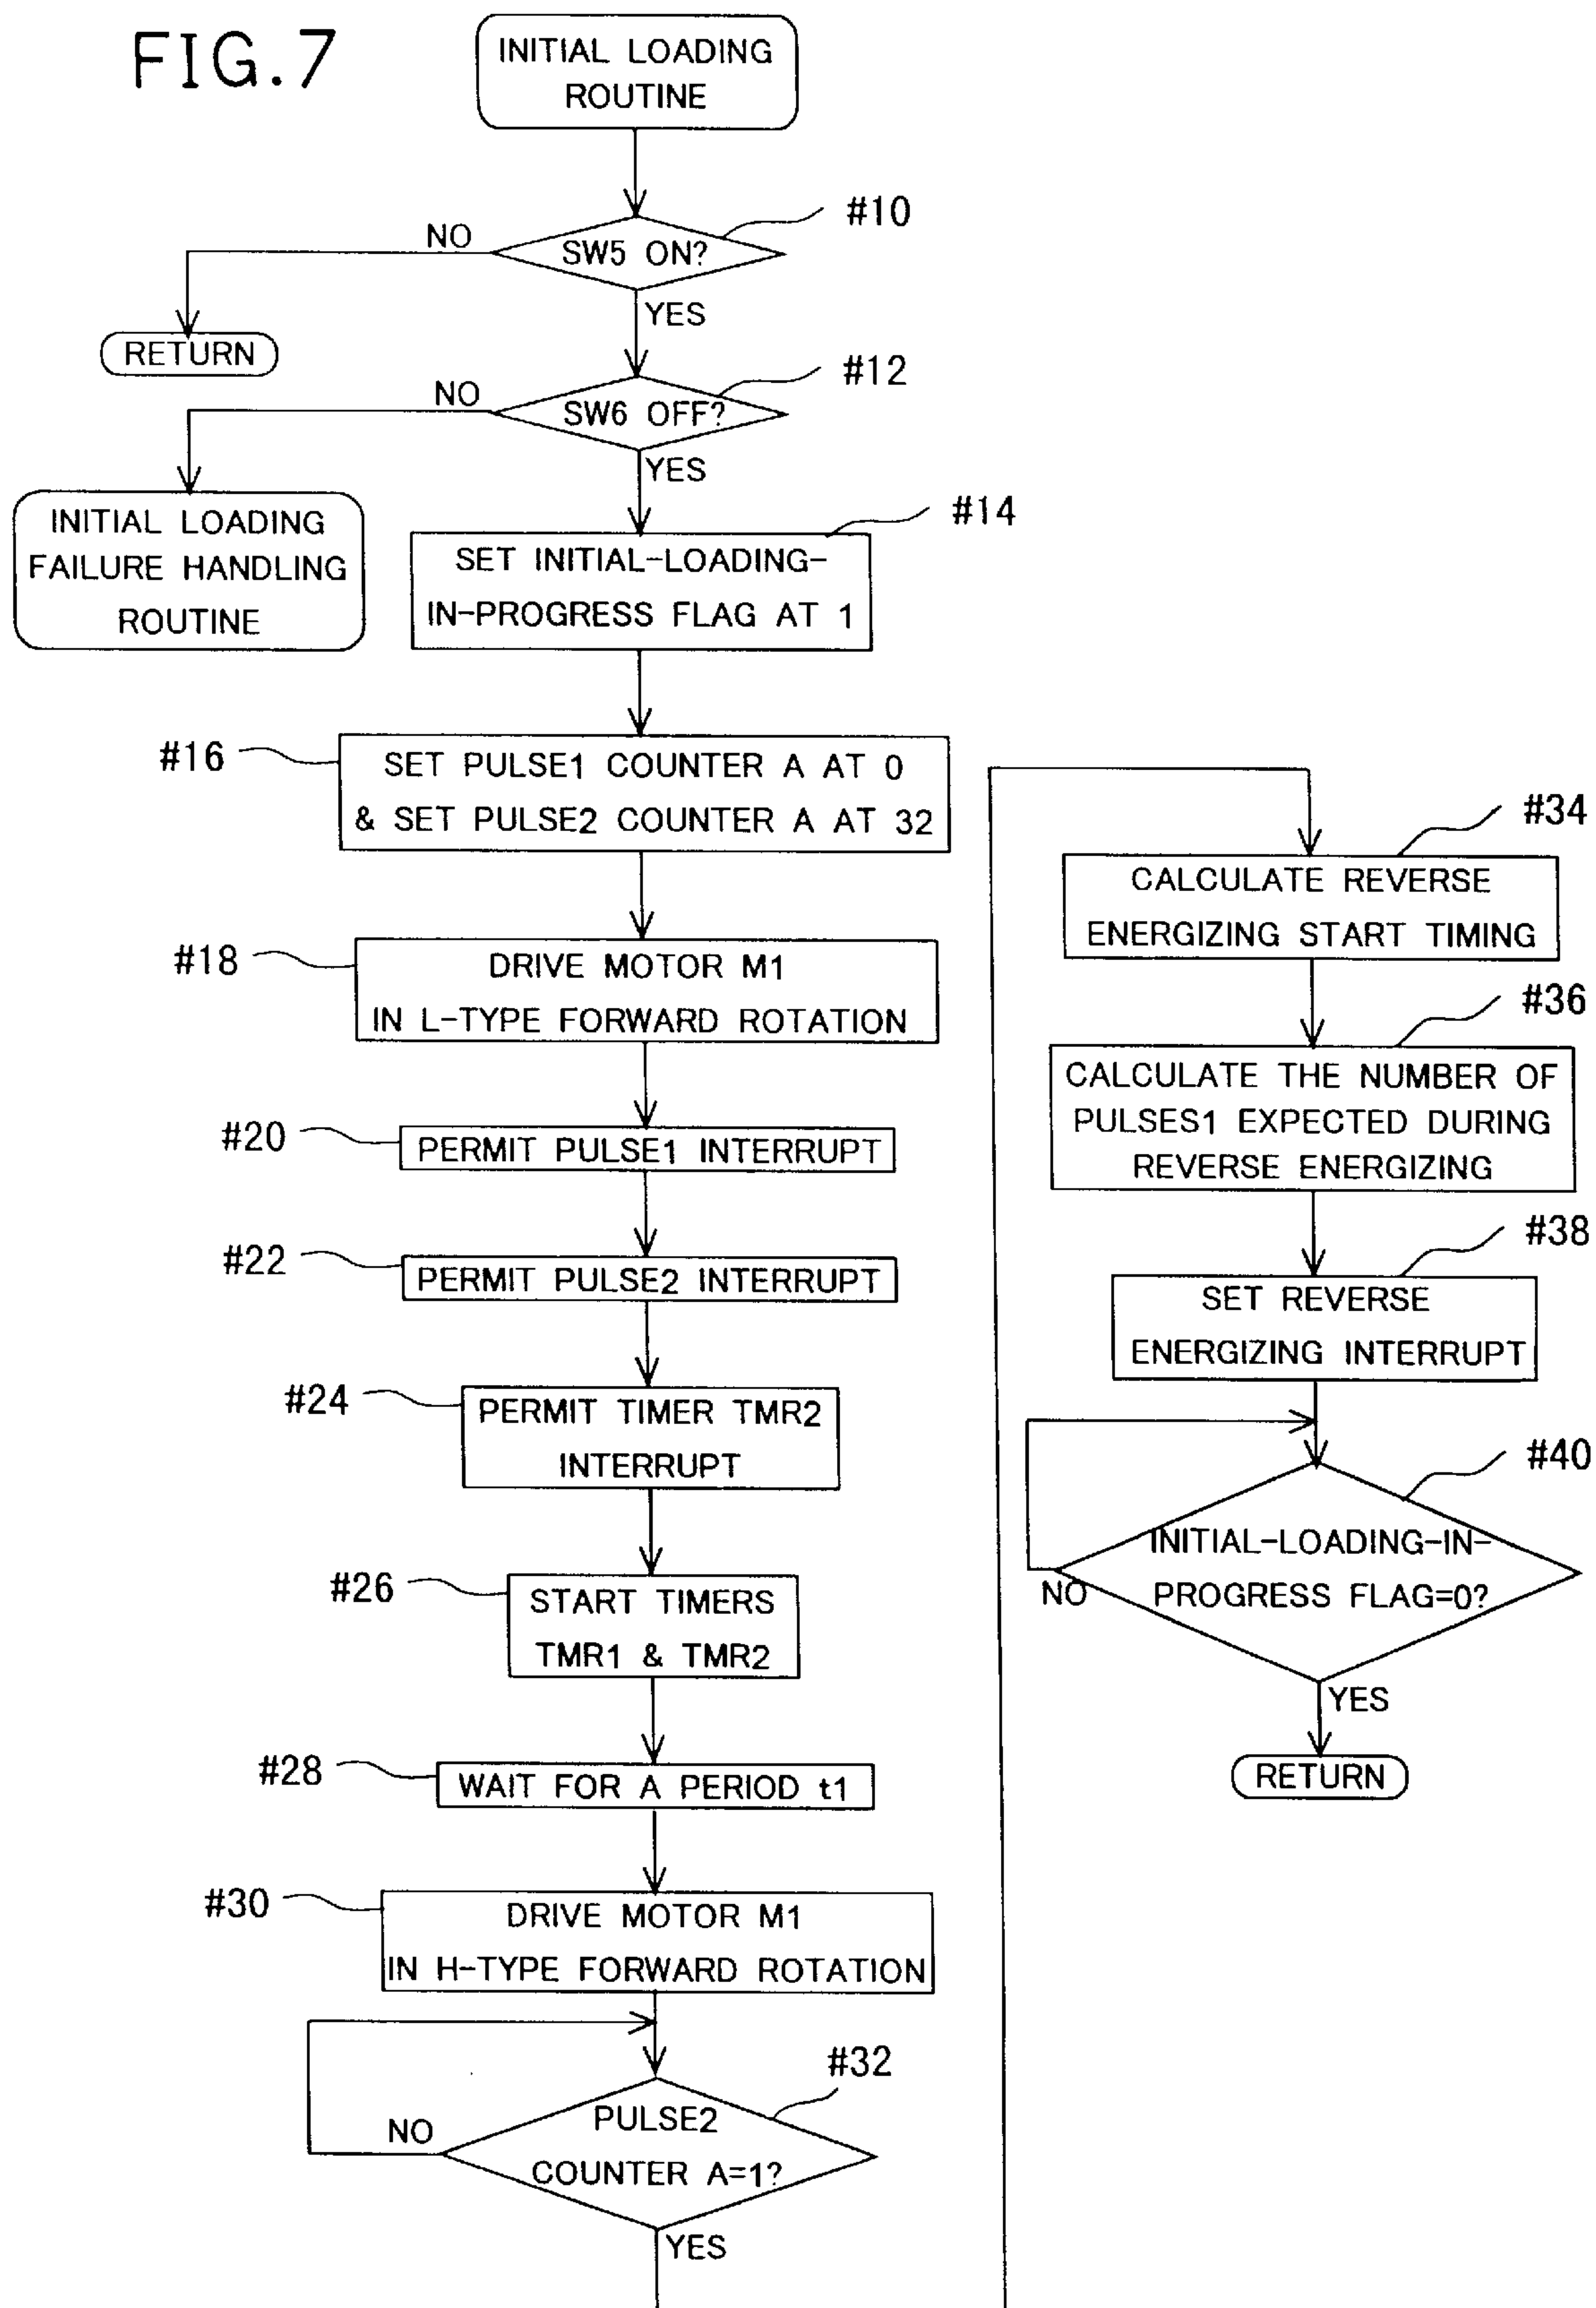 FIG.7
INITIAL LOADING
ROUTINE
#10
SW5 ON?
NO
YES
RETURN
#12
SW6 OFF?
NO
YES
INITIAL LOADING
FAILURE HANDLING
ROUTINE
#14
SET INITIAL-LOADING-
IN-PROGRESS FLAG AT 1
#16
SET PULSE1 COUNTER A AT 0
& SET PULSE2 COUNTER A AT 32
#18
DRIVE MOTOR M1
IN L-TYPE FORWARD ROTATION
#20
PERMIT PULSE1 INTERRUPT
#22
PERMIT PULSE2 INTERRUPT
#24
PERMIT TIMER TMR2
INTERRUPT
#26
START TIMERS
TMR1 & TMR2
#28
WAIT FOR A PERIOD t1
#30
DRIVE MOTOR M1
IN H-TYPE FORWARD ROTATION
#32
PULSE2
COUNTER A=1?
NO
YES
#34
CALCULATE REVERSE
ENERGIZING START TIMING
#36
CALCULATE THE NUMBER OF
PULSES1 EXPECTED DURING
REVERSE ENERGIZING
#38
SET REVERSE
ENERGIZING INTERRUPT
#40
INITIAL-LOADING-IN-
PROGRESS FLAG=0?
NO
YES
RETURN